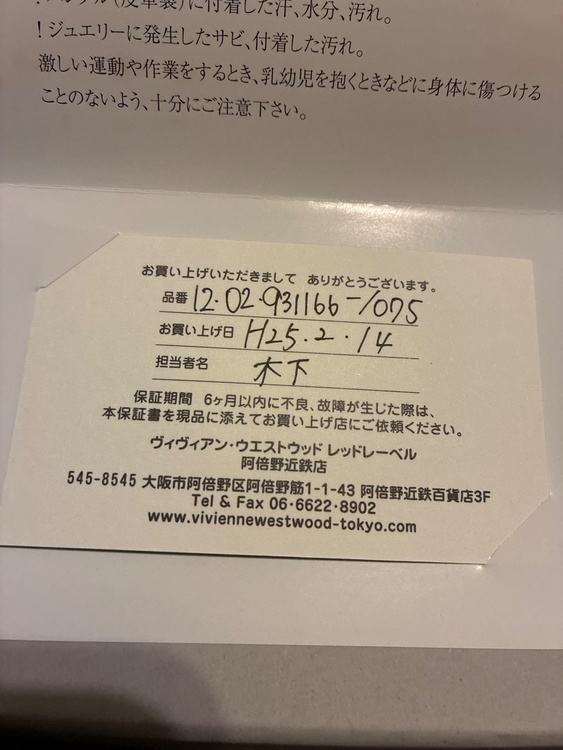 に付着した汗、水分、汚れ。
！ジュエリーに発生したサビ、付着した汚れ。
激しい運動や作業をするとき、乳幼児を抱くときなどに身体に傷つける
ことのないよう、十分にご注意下さい。
お買い上げいただきまして ありがとうございます。
品番 12・02・931166-1075
お買い上げ日 H25.2.14
担当者名 木下
保証期間 6ヶ月以内に不良、故障が生じた際は、
本保証書を現品に添えてお買い上げ店にご依頼ください。
ヴィヴィアン・ウエストウッド レッドレーベル
阿倍野近鉄店
545-8545 大阪市阿倍野区阿倍野筋1-1-43 阿倍野近鉄百貨店3F
Tel & Fax 06・6622・8902
www.viviennewestwood-tokyo.com